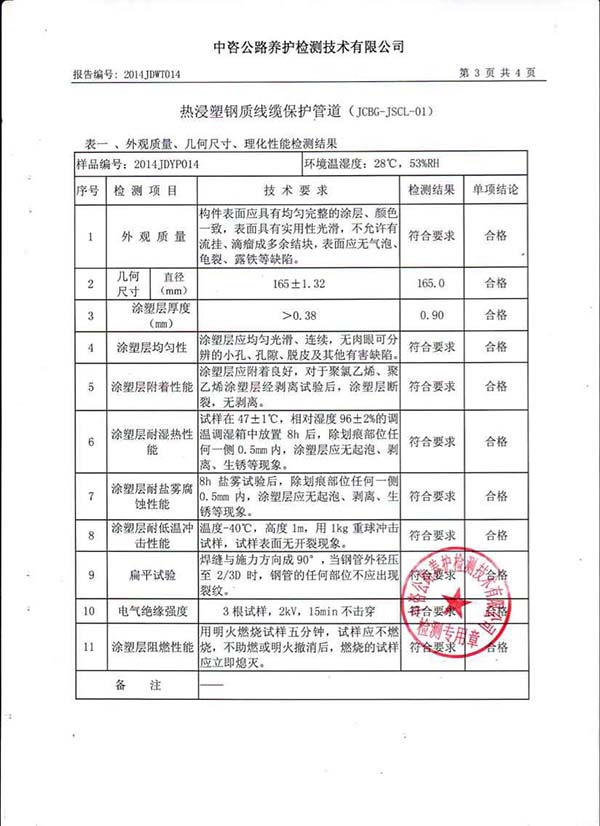 中咨公路养护检测技术有限公司
报告编号: 2014JDWT014 第 3 页 共 4 页
热浸塑钢质线缆保护管道（JCBG-JSCL-01）
表一 、外观质量、几何尺寸、理化性能检测结果
样品编号: 2014JDYP014 环境温湿度: 28℃, 53%RH
序号 检 测 项 目 技 术 要 求 检测结果 单项结论
1 外 观 质 量 构件表面应具有均匀完整的涂层、颜色
一致，表面具有实用性光滑，不允许有
流挂、滴瘤或多余结块，表面应无气泡、
龟裂、露铁等缺陷。 符合要求 合格
2 几何
尺寸 直径
(mm) 165±1.32 165.0 合格
3 涂塑层厚度
(mm) >0.38 0.90 合格
4 涂塑层均匀性 涂塑层应均匀光滑、连续，无肉眼可分
辨的小孔、孔隙、脱皮及其他有害缺陷。 符合要求 合格
5 涂塑层附着性能 涂塑层应附着良好，对于聚氯乙烯、聚
乙烯涂塑层经剥离试验后，涂塑层断
裂，无剥离。 符合要求 合格
6 涂塑层耐湿热性
能 试样在 47±1℃，相对湿度 96±2%的调
温调湿箱中放置 8h 后，除划痕部位任
何一侧 0.5mm 内，涂塑层应无起泡、剥
离、生锈等现象。 符合要求 合格
7 涂塑层耐盐雾腐
蚀性能 8h 盐雾试验后，除划痕部位任何一侧
0.5mm 内，涂塑层应无起泡、剥离、生
锈等现象。 符合要求 合格
8 涂塑层耐低温冲
击性能 温度-40℃，高度 1m，用 1kg 重球冲击
试样，试样表面无开裂现象。 符合要求 合格
9 扁平试验 焊缝与施力方向成 90°，当钢管外径压
至 2/3D 时，钢管的任何部位不应出现
裂纹。 符合要求 合格
10 电气绝缘强度 3 根试样，2kV，15min 不击穿 符合要求 合格
11 涂塑层阻燃性能 用明火燃烧试样五分钟，试样应不燃
烧，不助燃或明火撤消后，燃烧的试样
应立即熄灭。 符合要求 合格
备 注 ——
中咨公路养护检测技术有限公司
检测专用章